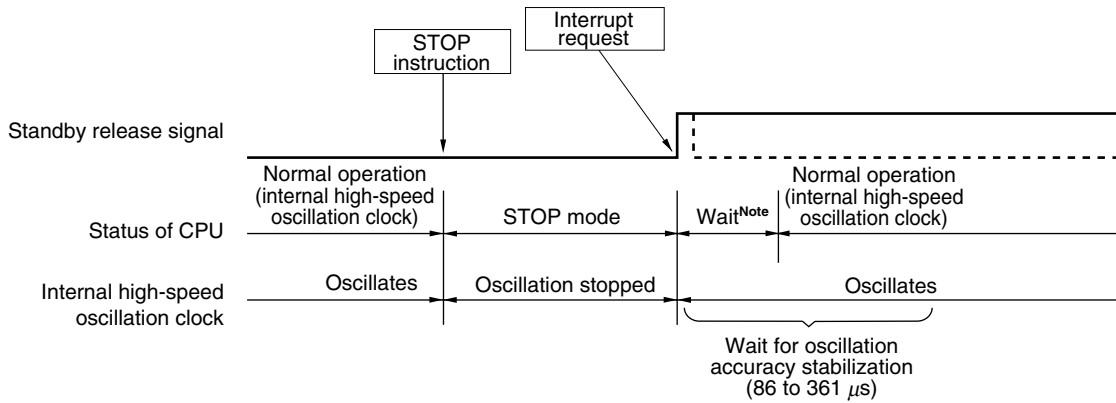 Interrupt
request
STOP
instruction
Standby release signal
Normal operation
(internal high-speed
oscillation clock)
Normal operation
(internal high-speed
oscillation clock)
Status of CPU
STOP mode
WaitNote
Internal high-speed
oscillation clock
Oscillates
Oscillation stopped
Oscillates
Wait for oscillation
accuracy stabilization
(86 to 361 μs)